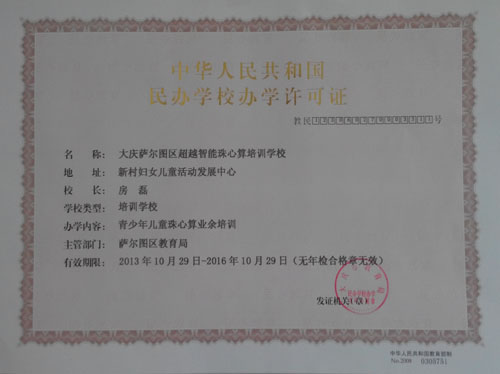 中华人民共和国
民办学校办学许可证
教民 号
名 称： 大庆萨尔图区超越智能珠心算培训学校
地 址： 新村妇女儿童活动发展中心
校 长： 房 磊
学校类型： 培训学校
办学内容： 青少年儿童珠心算业余培训
主管部门： 萨尔图区教育局
有效期限： 2013年10月29日-2016年10月29日（无年检合格章无效）
发证机关（章）
中华人民共和国教育部制
No.2008 0303751